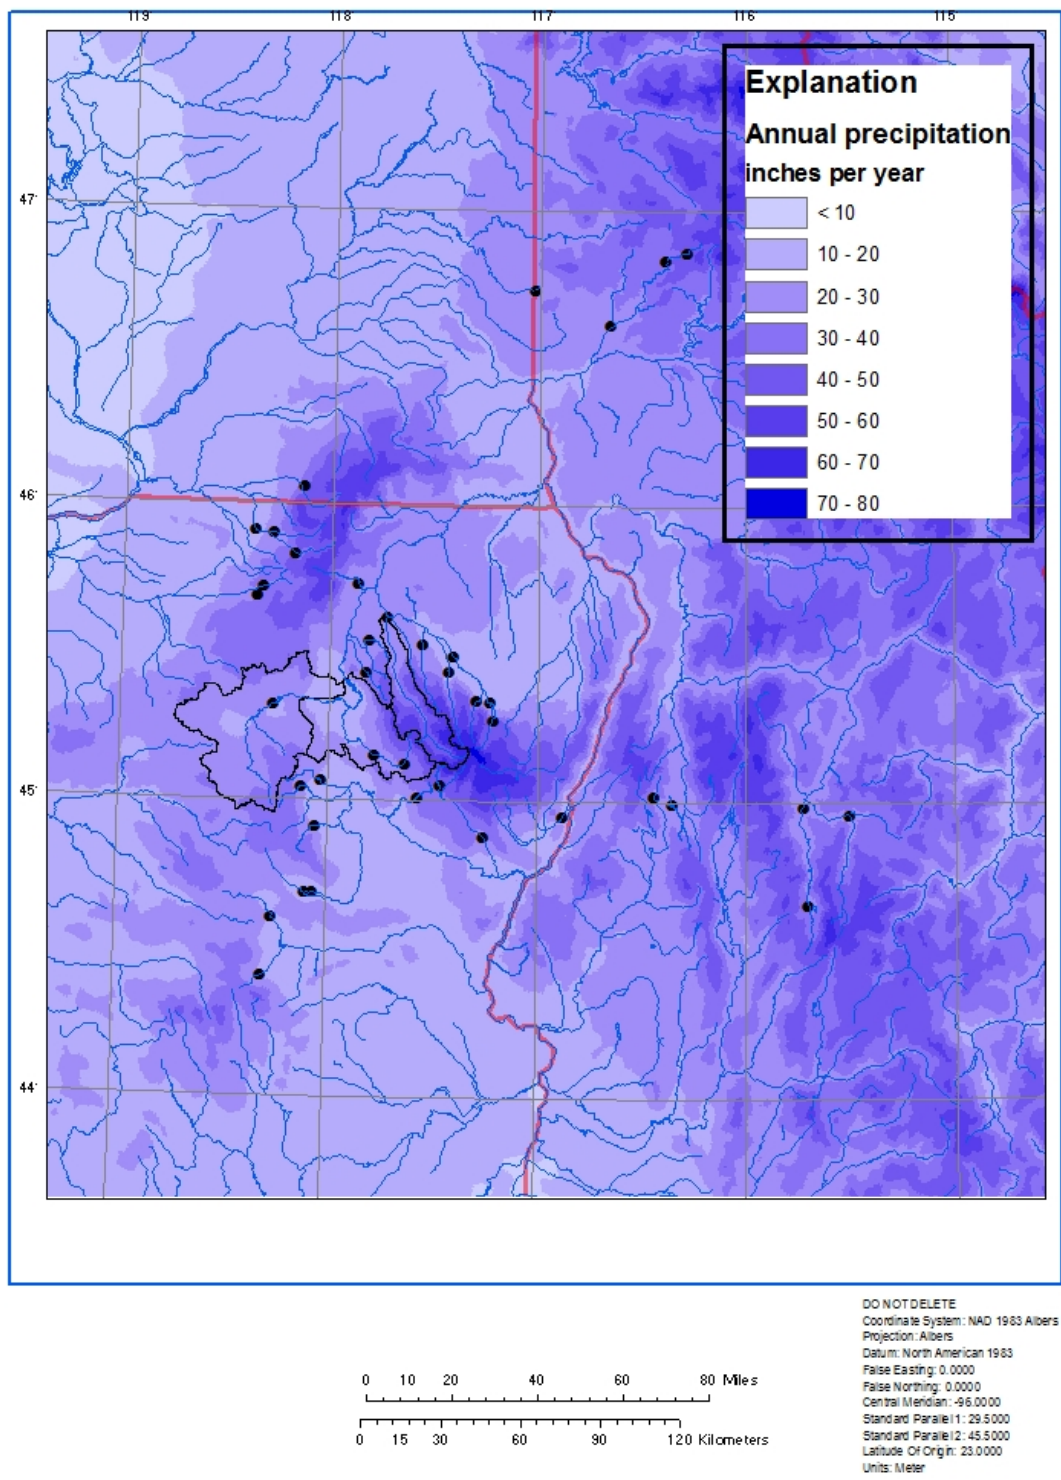 119° 118° 117° 116° 115°
Explanation
Annual precipitation
inches per year
< 10
10 - 20
20 - 30
30 - 40
40 - 50
50 - 60
60 - 70
70 - 80
47°
46°
45°
44°
0 10 20 40 60 80 Miles
0 15 30 60 90 120 Kilometers
DO NOT DELETE
Coordinate System: NAD 1983 Albers
Projection: Albers
Datum: North American 1983
False Easting: 0.0000
False Northing: 0.0000
Central Meridian: -96.0000
Standard Parallel 1: 29.5000
Standard Parallel 2: 45.5000
Latitude Of Origin: 23.0000
Units: Meter